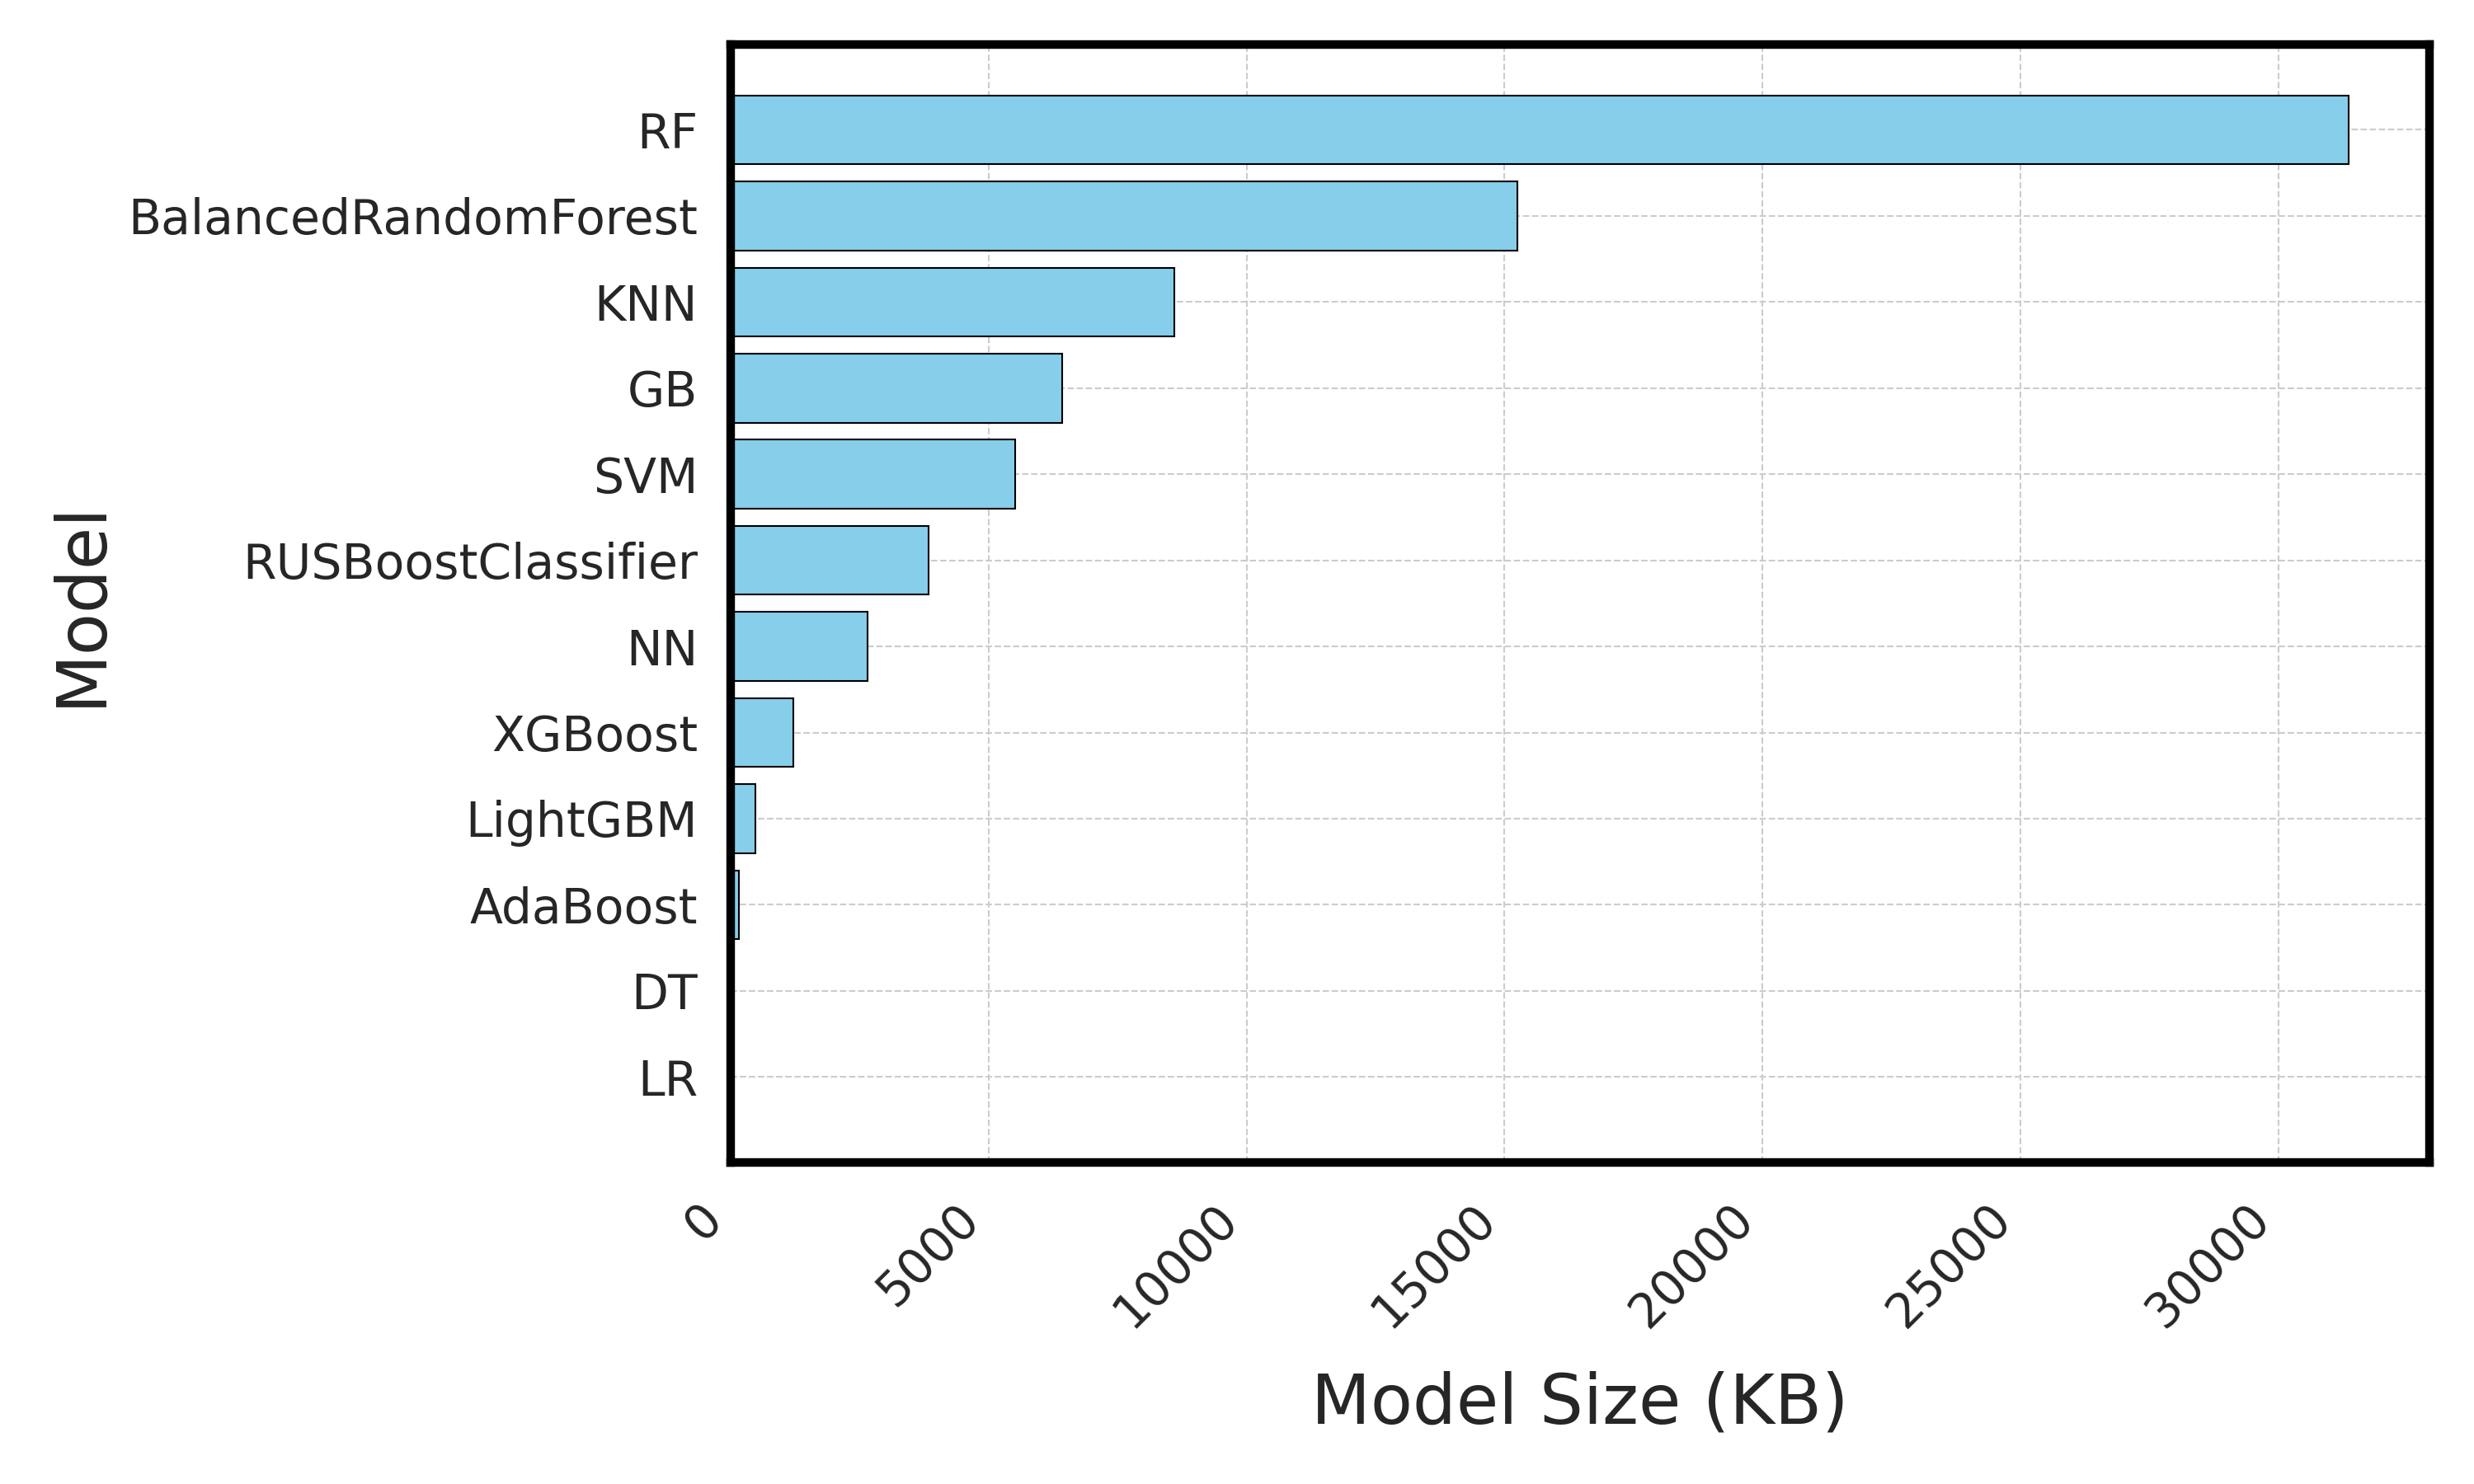 RF
BalancedRandomForest
KNN
GB
SVM
RUSBoostClassifier
NN
XGBoost
LightGBM
AdaBoost
DT
LR
Model
0
5000
10000
15000
20000
25000
30000
Model Size (KB)